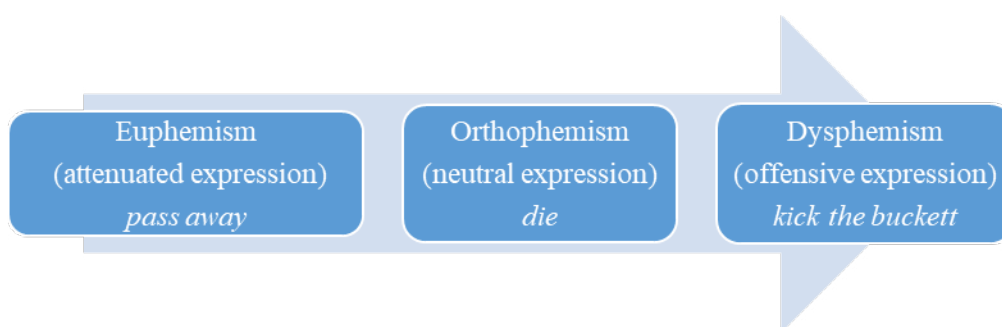 Euphemism
(attenuated expression)
pass away
Orthophemism
(neutral expression)
die
Dysphemism
(offensive expression)
kick the buckett